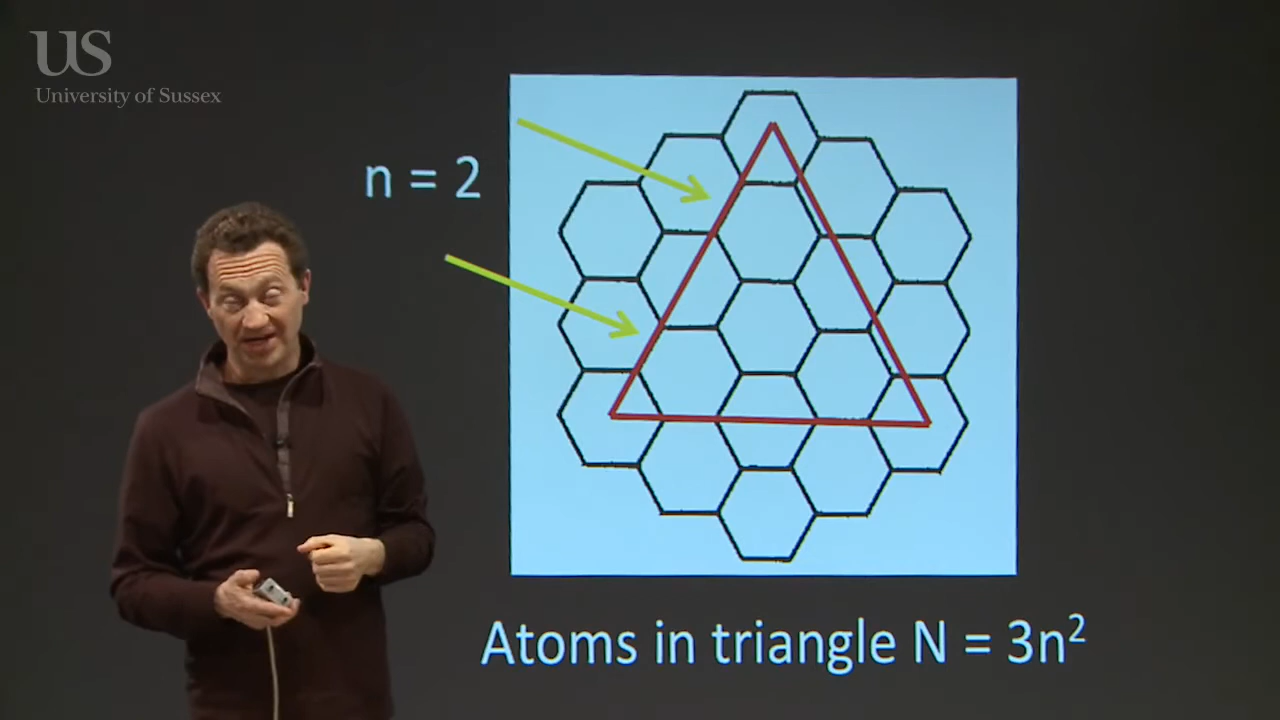 US
University of Sussex
n = 2
Atoms in triangle N = 3n²